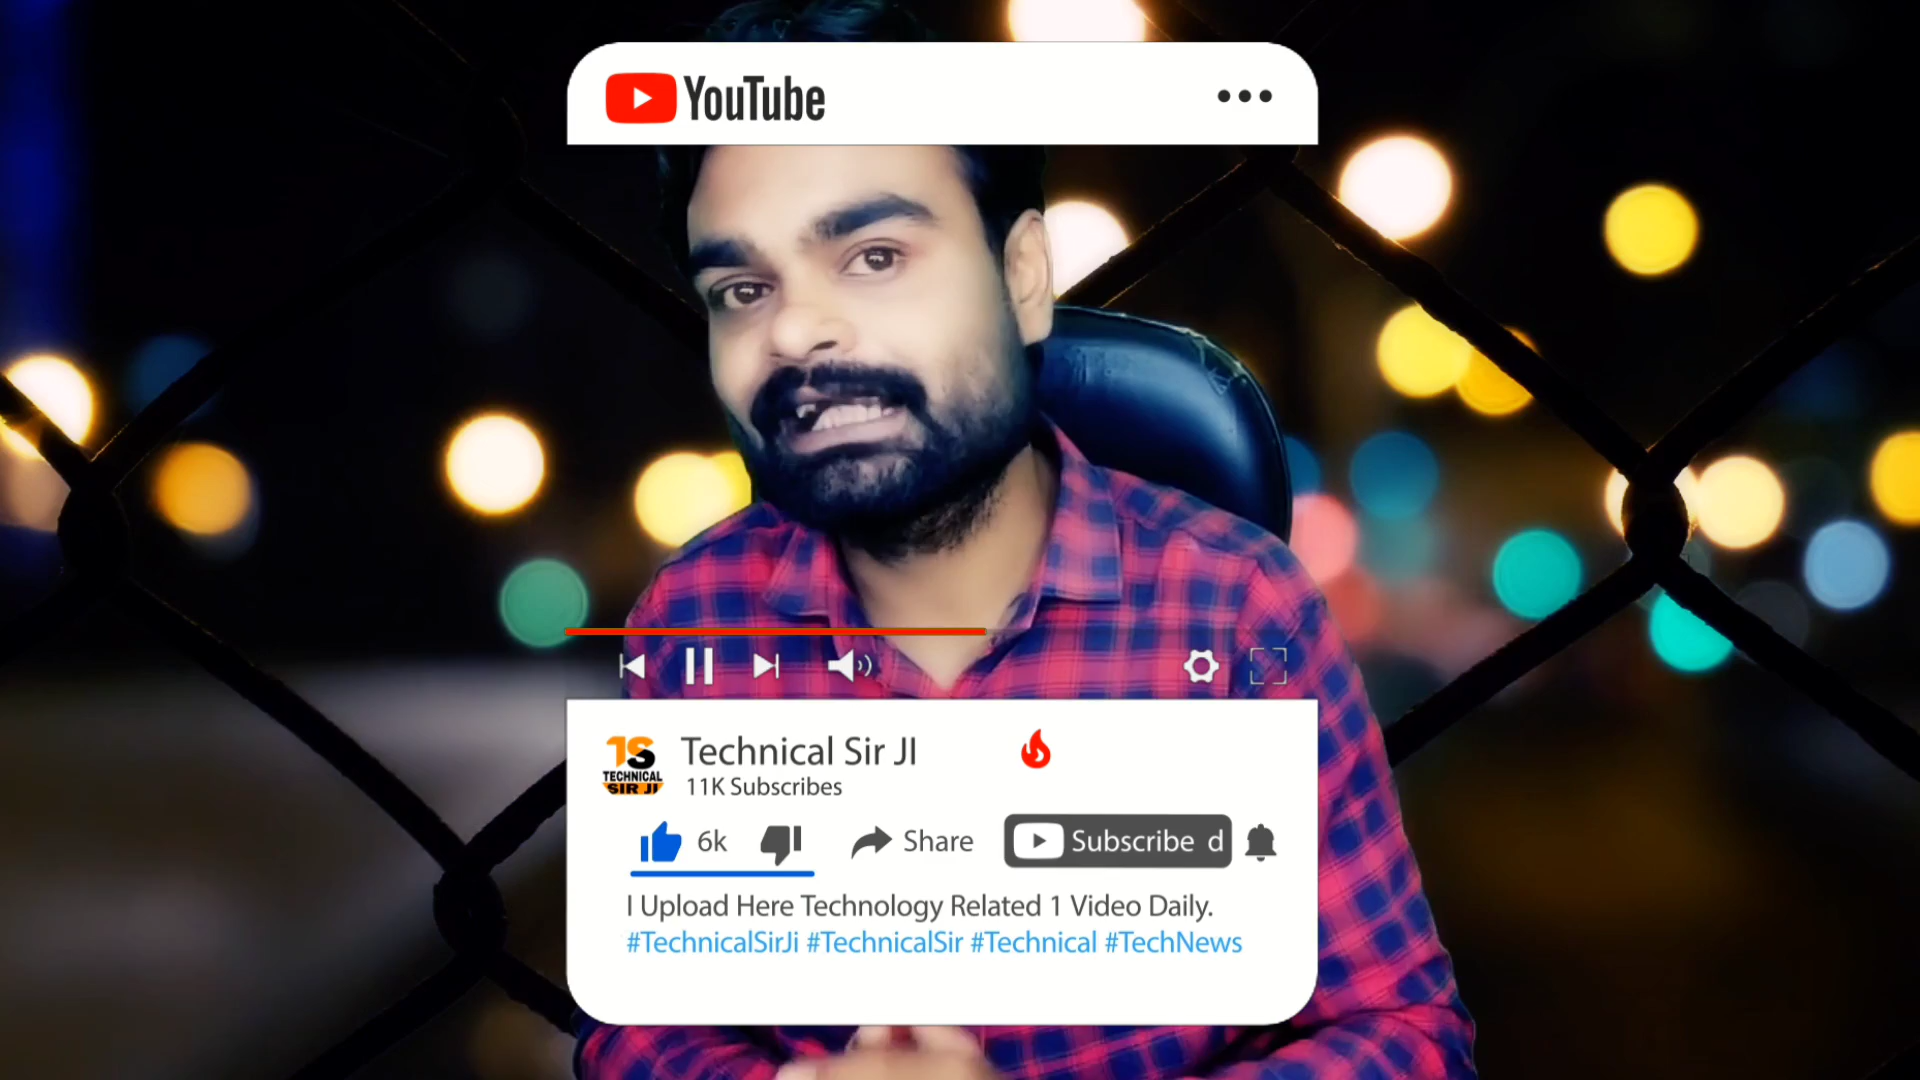 YouTube
TS
TECHNICAL
SIR JI
Technical Sir JI
11K Subscribes
6k
Share
Subscribe d
I Upload Here Technology Related 1 Video Daily.
#TechnicalSirJi #TechnicalSir #Technical #TechNews